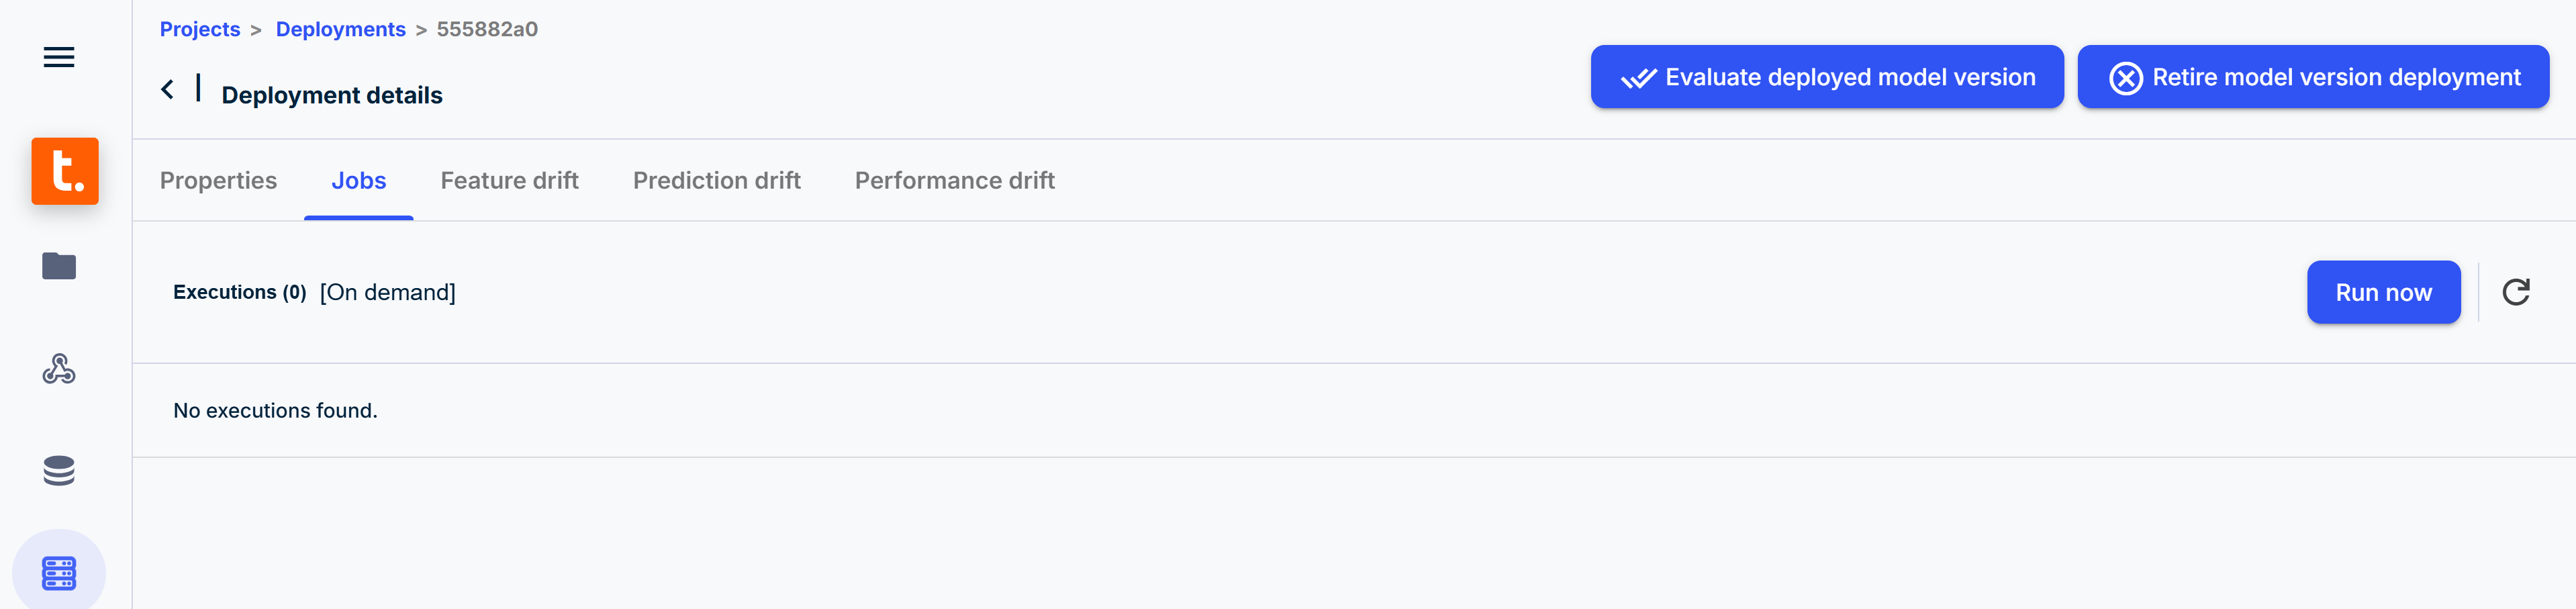 Projects > Deployments > 555882a0
Deployment details
Evaluate deployed model version
Retire model version deployment
t.
Properties
Jobs
Feature drift
Prediction drift
Performance drift
Executions (0) [On demand]
Run now
No executions found.